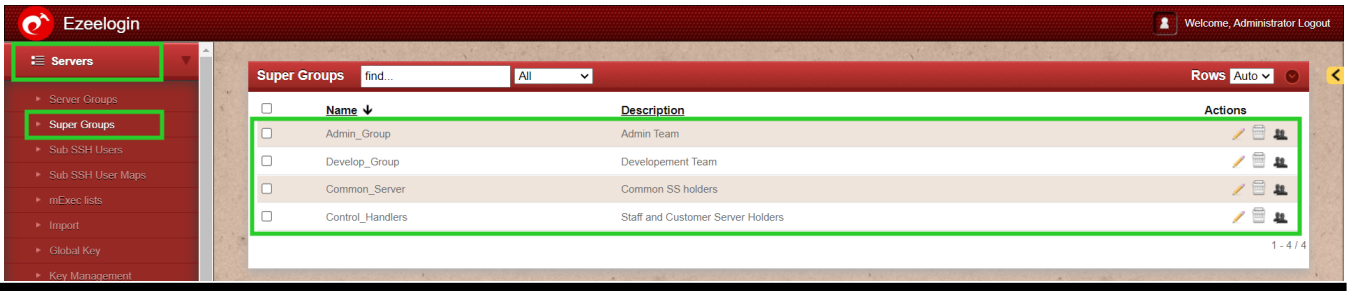 Ezeelogin
Welcome, Administrator Logout
Servers
Server Groups
Super Groups
Sub SSH Users
Sub SSH User Maps
mExec lists
Import
Global Key
Key Management
Super Groups find... All Rows Auto
Name Description Actions
Admin_Group Admin Team
Develop_Group Developement Team
Common_Server Common SS holders
Control_Handlers Staff and Customer Server Holders
1 - 4 / 4